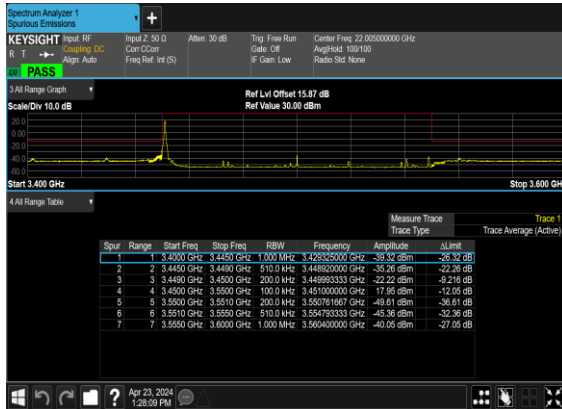 Spectrum Analyzer 1
Spurious Emissions
KEYSIGHT Input: RF Input Z: 50 Ω Atten: 30 dB Trig: Free Run Center Freq: 22.005000000 GHz
R T Coupling: DC Corr CCorr Gate: Off Avg|Hold: 100/100
Align: Auto Freq Ref: Int (S) IF Gain: Low Radio Std: None
PASS
3 All Range Graph
Ref Lvl Offset 15.87 dB
Scale/Div 10.0 dB Ref Value 30.00 dBm
20.0
0.00
-20.0
-40.0
-60.0
Start 3.400 GHz Stop 3.600 GH
4 All Range Table
Measure Trace Trace 1
Trace Type Trace Average (Active)
Spur Range Start Freq Stop Freq RBW Frequency Amplitude ΔLimit
1 1 3.4000 GHz 3.4450 GHz 1.000 MHz 3.429325000 GHz -39.32 dBm -26.32 dB
2 2 3.4450 GHz 3.4490 GHz 510.0 kHz 3.448920000 GHz -35.26 dBm -22.26 dB
3 3 3.4490 GHz 3.4500 GHz 200.0 kHz 3.449993333 GHz -22.22 dBm -9.216 dB
4 4 3.4500 GHz 3.5500 GHz 100.0 kHz 3.451000000 GHz 17.95 dBm -12.05 dB
5 5 3.5500 GHz 3.5510 GHz 200.0 kHz 3.550761667 GHz -49.61 dBm -36.61 dB
6 6 3.5510 GHz 3.5550 GHz 510.0 kHz 3.554793333 GHz -45.36 dBm -32.36 dB
7 7 3.5550 GHz 3.6000 GHz 1.000 MHz 3.560400000 GHz -40.05 dBm -27.05 dB
? Apr 23, 2024
1:28:09 PM